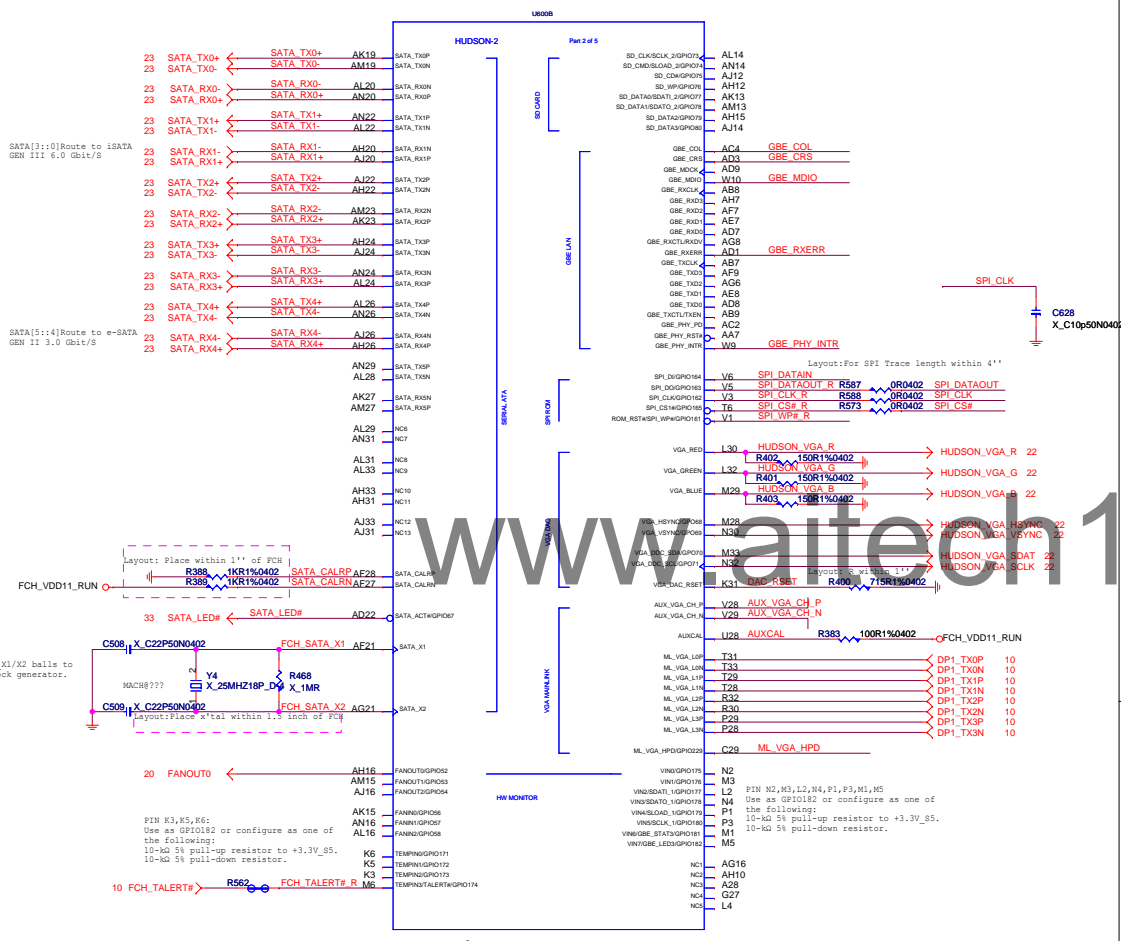 U600B
HUDSON-2
Part 2 of 5
23 SATA_TX0+ SATA_TX0+ AK19 SATA_TX0P
23 SATA_TX0- SATA_TX0- AM19 SATA_TX0N
23 SATA_RX0- SATA_RX0- AL20 SATA_RX0N
23 SATA_RX0+ SATA_RX0+ AN20 SATA_RX0P
23 SATA_TX1+ SATA_TX1+ AN22 SATA_TX1P
23 SATA_TX1- SATA_TX1- AL22 SATA_TX1N
SATA[3::0]Route to iSATA
GEN III 6.0 Gbit/S
23 SATA_RX1- SATA_RX1- AH20 SATA_RX1N
23 SATA_RX1+ SATA_RX1+ AJ20 SATA_RX1P
23 SATA_TX2+ SATA_TX2+ AJ22 SATA_TX2P
23 SATA_TX2- SATA_TX2- AH22 SATA_TX2N
23 SATA_RX2- SATA_RX2- AM23 SATA_RX2N
23 SATA_RX2+ SATA_RX2+ AK23 SATA_RX2P
23 SATA_TX3+ SATA_TX3+ AH24 SATA_TX3P
23 SATA_TX3- SATA_TX3- AJ24 SATA_TX3N
23 SATA_RX3- SATA_RX3- AN24 SATA_RX3N
23 SATA_RX3+ SATA_RX3+ AL24 SATA_RX3P
23 SATA_TX4+ SATA_TX4+ AL26 SATA_TX4P
23 SATA_TX4- SATA_TX4- AN26 SATA_TX4N
SATA[5::4]Route to e-SATA
GEN II 3.0 Gbit/S
23 SATA_RX4- SATA_RX4- AJ26 SATA_RX4N
23 SATA_RX4+ SATA_RX4+ AH26 SATA_RX4P
AN29 SATA_TX5P
AL28 SATA_TX5N
AK27 SATA_RX5N
AM27 SATA_RX5P
AL29 NC6
AN31 NC7
AL31 NC8
AL33 NC9
AH33 NC10
AH31 NC11
AJ33 NC12
AJ31 NC13
Layout: Place within 1'' of FCH
R388 1KR1%0402 SATA_CALRP AF28 SATA_CALRP
FCH_VDD11_RUN R389 1KR1%0402 SATA_CALRN AF27 SATA_CALRN
33 SATA_LED# SATA_LED# AD22 SATA_ACT#/GPIO67
C508 X_C22P50N0402 FCH_SATA_X1 AF21 SATA_X1
X1/X2 balls to
ck generator.
2
Y4
X_25MHZ18P_D
R468
X_1MR
MACH@???
1
C509 X_C22P50N0402 FCH_SATA_X2 AG21 SATA_X2
Layout:Place x'tal within 1.5 inch of FCH
20 FANOUT0 AH16 FANOUT0/GPIO52
AM15 FANOUT1/GPIO53
AJ16 FANOUT2/GPIO54
AK15 FANIN0/GPIO56
AN16 FANIN1/GPIO57
AL16 FANIN2/GPIO58
PIN K3,K5,K6:
Use as GPIO182 or configure as one of
the following:
10-kΩ 5% pull-up resistor to +3.3V_S5.
10-kΩ 5% pull-down resistor.
K6 TEMPIN0/GPIO171
K5 TEMPIN1/GPIO172
K3 TEMPIN2/GPIO173
10 FCH_TALERT# R562 FCH_TALERT#_R M6 TEMPIN3/TALERT#/GPIO174
SERIAL ATA
SD CARD
GBE LAN
SPI ROM
VGA DAC
VGA MAINLINK
HW MONITOR
SD_CLK/SCLK_2/GPIO73 AL14
SD_CMD/SLOAD_2/GPIO74 AN14
SD_CD#/GPIO75 AJ12
SD_WP/GPIO76 AH12
SD_DATA0/SDATI_2/GPIO77 AK13
SD_DATA1/SDATO_2/GPIO78 AM13
SD_DATA2/GPIO79 AH15
SD_DATA3/GPIO80 AJ14
GBE_COL AC4 GBE_COL
GBE_CRS AD3 GBE_CRS
GBE_MDCK AD9
GBE_MDIO W10 GBE_MDIO
GBE_RXCLK AB8
GBE_RXD3 AH7
GBE_RXD2 AF7
GBE_RXD1 AE7
GBE_RXD0 AD7
GBE_RXCTL/RXDV AG8
GBE_RXERR AD1 GBE_RXERR
GBE_TXCLK AB7
GBE_TXD3 AF9
GBE_TXD2 AG6
GBE_TXD1 AE8
GBE_TXD0 AD8
GBE_TXCTL/TXEN AB9
GBE_PHY_PD AC2
GBE_PHY_RST# AA7
GBE_PHY_INTR W9 GBE_PHY_INTR
SPI_CLK
C628
X_C10p50N0402
Layout:For SPI Trace length within 4''
SPI_DI/GPIO164 V6 SPI_DATAIN
SPI_DO/GPIO163 V5 SPI_DATAOUT_R R587 0R0402 SPI_DATAOUT
SPI_CLK/GPIO162 V3 SPI_CLK_R R588 0R0402 SPI_CLK
SPI_CS1#/GPIO165 T6 SPI_CS#_R R573 0R0402 SPI_CS#
ROM_RST#/SPI_WP#/GPIO161 V1 SPI_WP#_R
VGA_RED L30 HUDSON_VGA_R HUDSON_VGA_R 22
R402 150R1%0402
VGA_GREEN L32 HUDSON_VGA_G HUDSON_VGA_G 22
R401 150R1%0402
VGA_BLUE M29 HUDSON_VGA_B HUDSON_VGA_B 22
R403 150R1%0402
VGA_HSYNC/GPO68 M28 HUDSON_VGA_HSYNC 22
VGA_VSYNC/GPO69 N30 HUDSON_VGA_VSYNC 22
VGA_DDC_SDA/GPO70 M33 HUDSON_VGA_SDAT 22
VGA_DDC_SCL/GPO71 N32 HUDSON_VGA_SCLK 22
Layout: R within 1''
VGA_DAC_RSET K31 DAC_RSET R400 715R1%0402
www.aitech1
AUX_VGA_CH_P V28 AUX_VGA_CH_P
AUX_VGA_CH_N V29 AUX_VGA_CH_N
AUXCAL U28 AUXCAL R383 100R1%0402 FCH_VDD11_RUN
ML_VGA_L0P T31 DP1_TX0P 10
ML_VGA_L0N T33 DP1_TX0N 10
ML_VGA_L1P T29 DP1_TX1P 10
ML_VGA_L1N T28 DP1_TX1N 10
ML_VGA_L2P R32 DP1_TX2P 10
ML_VGA_L2N R30 DP1_TX2N 10
ML_VGA_L3P P29 DP1_TX3P 10
ML_VGA_L3N P28 DP1_TX3N 10
ML_VGA_HPD/GPIO229 C29 ML_VGA_HPD
VIN0/GPIO175 N2
VIN1/GPIO176 M3
VIN2/SDATI_1/GPIO177 L2
VIN3/SDATO_1/GPIO178 N4
VIN4/SLOAD_1/GPIO179 P1
VIN5/SCLK_1/GPIO180 P3
VIN6/GBE_STAT3/GPIO181 M1
VIN7/GBE_LED3/GPIO182 M5
PIN N2,M3,L2,N4,P1,P3,M1,M5
Use as GPIO182 or configure as one of
the following:
10-kΩ 5% pull-up resistor to +3.3V_S5.
10-kΩ 5% pull-down resistor.
NC1 AG16
NC2 AH10
NC3 A28
NC4 G27
NC5 L4